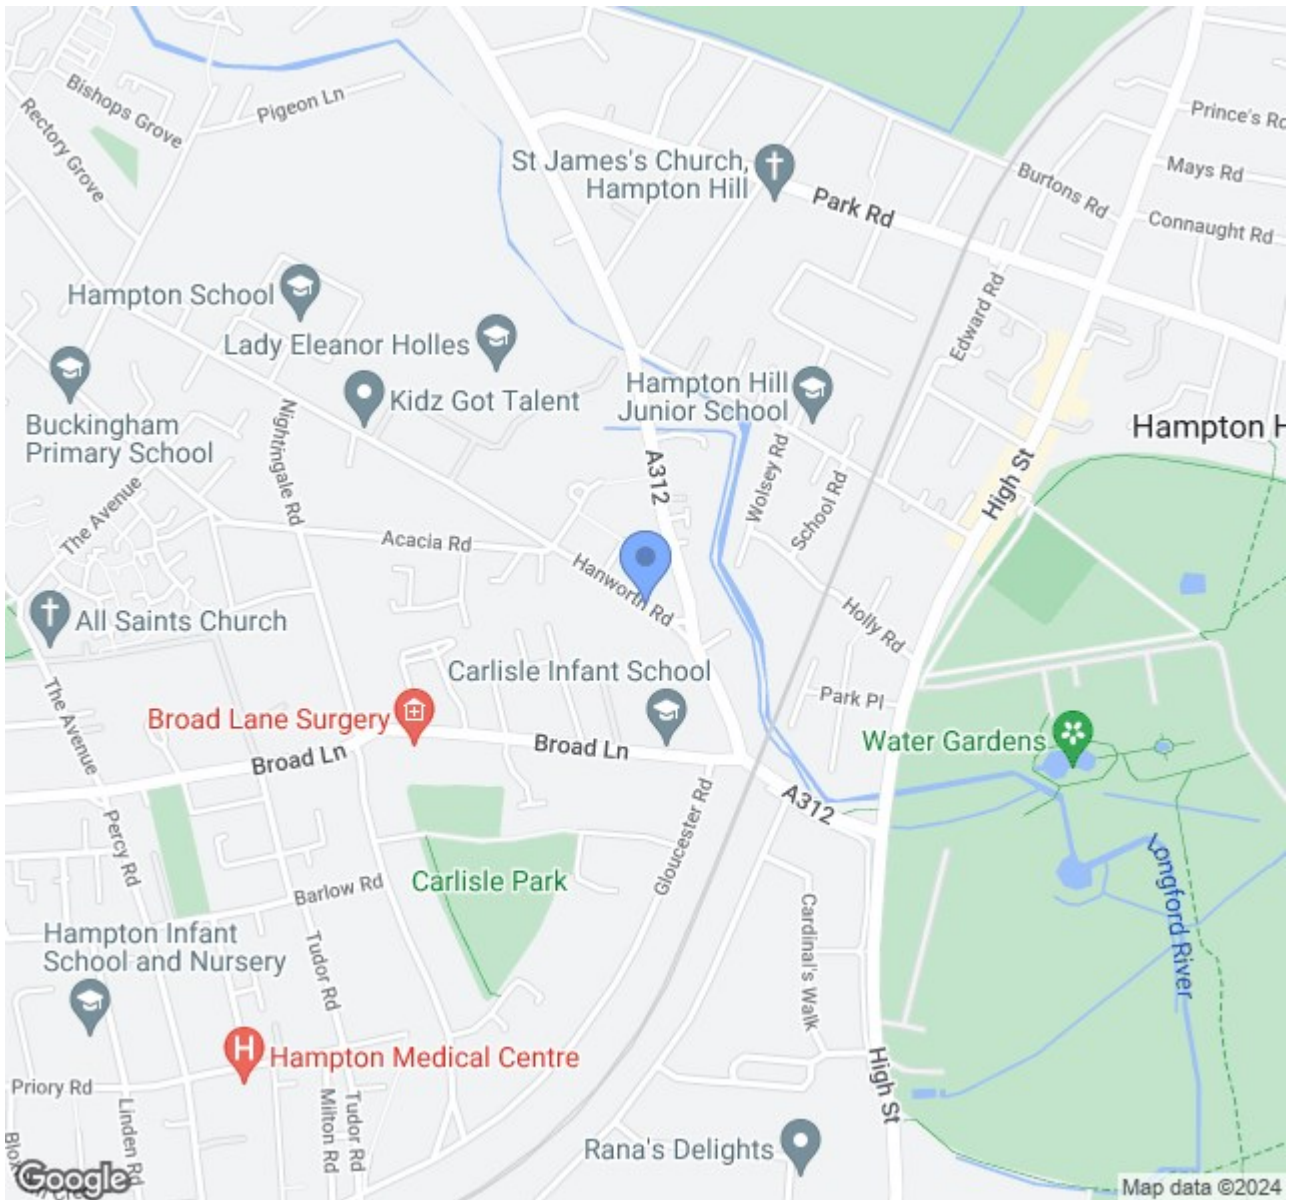 Bishops Grove
Pigeon Ln
Rectory Grove
Prince's Rd
St James's Church,
Hampton Hill
Mays Rd
Burtons Rd
Park Rd
Connaught Rd
Hampton School
Edward Rd
Lady Eleanor Holles
Hampton Hill
Junior School
Kidz Got Talent
Buckingham
Primary School
Nightingale Rd
Hampton H
A312
Wolsey Rd
School Rd
High St
The Avenue
Acacia Rd
Hanworth Rd
Holly Rd
All Saints Church
Carlisle Infant School
Park Pl
The Avenue
Broad Lane Surgery
Broad Ln
Broad Ln
Water Gardens
A312
Gloucester Rd
Percy Rd
Carlisle Park
Barlow Rd
Longford River
Cardinal's Walk
Hampton Infant
School and Nursery
Tudor Rd
Hampton Medical Centre
H
High St
Priory Rd
Linden Rd
Milton Rd
Tudor Rd
Rana's Delights
Google
Map data ©2024